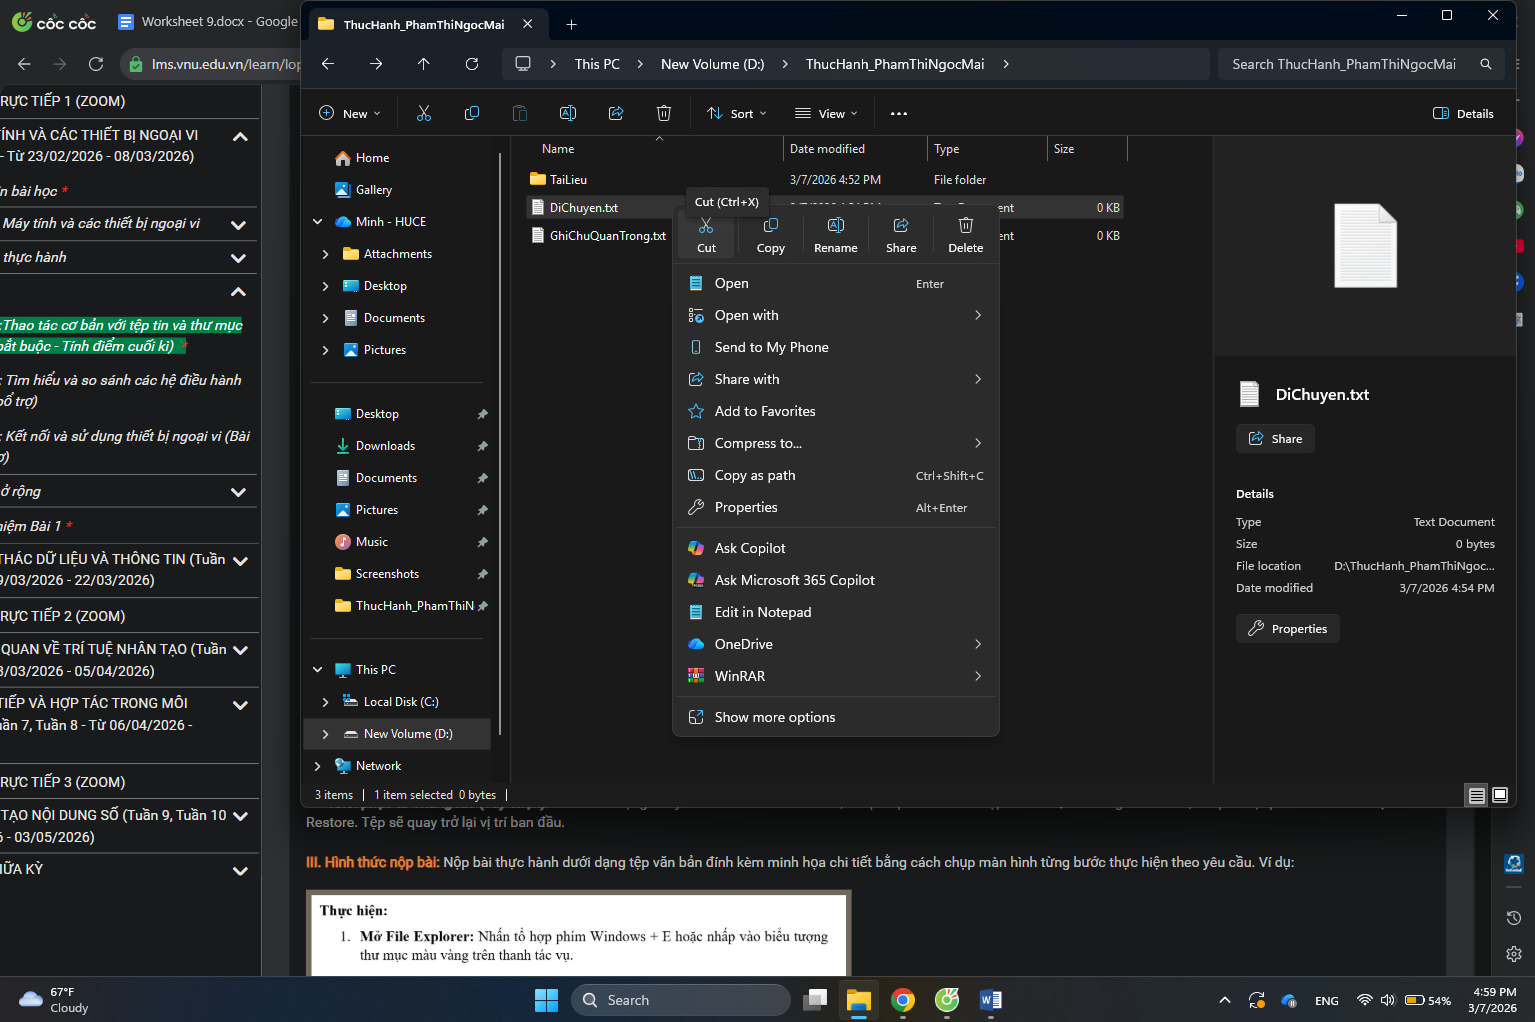 cốc cốc
Worksheet 9.docx - Google
lms.vnu.edu.vn/learn/lop
RỰC TIẾP 1 (ZOOM)
TÍNH VÀ CÁC THIẾT BỊ NGOẠI VI
- Từ 23/02/2026 - 08/03/2026)
n bài học *
Máy tính và các thiết bị ngoại vi
thực hành
:Thao tác cơ bản với tệp tin và thư mục
bắt buộc - Tính điểm cuối kì) *
: Tìm hiểu và so sánh các hệ điều hành
bổ trợ)
: Kết nối và sử dụng thiết bị ngoại vi (Bài
ợ)
ở rộng
iệm Bài 1 *
THÁC DỮ LIỆU VÀ THÔNG TIN (Tuần
9/03/2026 - 22/03/2026)
RỰC TIẾP 2 (ZOOM)
QUAN VỀ TRÍ TUỆ NHÂN TẠO (Tuần
3/03/2026 - 05/04/2026)
TIẾP VÀ HỢP TÁC TRONG MÔI
uần 7, Tuần 8 - Từ 06/04/2026 -
RỰC TIẾP 3 (ZOOM)
TẠO NỘI DUNG SỐ (Tuần 9, Tuần 10
6 - 03/05/2026)
IỮA KỲ
ThucHanh_PhamThiNgocMai
This PC
New Volume (D:)
ThucHanh_PhamThiNgocMai
Search ThucHanh_PhamThiNgocMai
New
Sort
View
Details
Home
Gallery
Minh - HUCE
Attachments
Desktop
Documents
Pictures
Desktop
Downloads
Documents
Pictures
Music
Screenshots
ThucHanh_PhamThiN
This PC
Local Disk (C:)
New Volume (D:)
Network
Name Date modified Type Size
TaiLieu 3/7/2026 4:52 PM File folder
DiChuyen.txt ent 0 KB
GhiChuQuanTrong.txt ent 0 KB
Cut (Ctrl+X)
Cut Copy Rename Share Delete
Open Enter
Open with
Send to My Phone
Share with
Add to Favorites
Compress to...
Copy as path Ctrl+Shift+C
Properties Alt+Enter
Ask Copilot
Ask Microsoft 365 Copilot
Edit in Notepad
OneDrive
WinRAR
Show more options
DiChuyen.txt
Share
Details
Type Text Document
Size 0 bytes
File location D:\ThucHanh_PhamThiNgoc...
Date modified 3/7/2026 4:54 PM
Properties
3 items 1 item selected 0 bytes
Restore. Tệp sẽ quay trở lại vị trí ban đầu.
III. Hình thức nộp bài: Nộp bài thực hành dưới dạng tệp văn bản đính kèm minh họa chi tiết bằng cách chụp màn hình từng bước thực hiện theo yêu cầu. Ví dụ:
Thực hiện:
1. Mở File Explorer: Nhấn tổ hợp phím Windows + E hoặc nhấp vào biểu tượng
thư mục màu vàng trên thanh tác vụ.
67°F
Cloudy
Search
ENG
54%
4:59 PM
3/7/2026